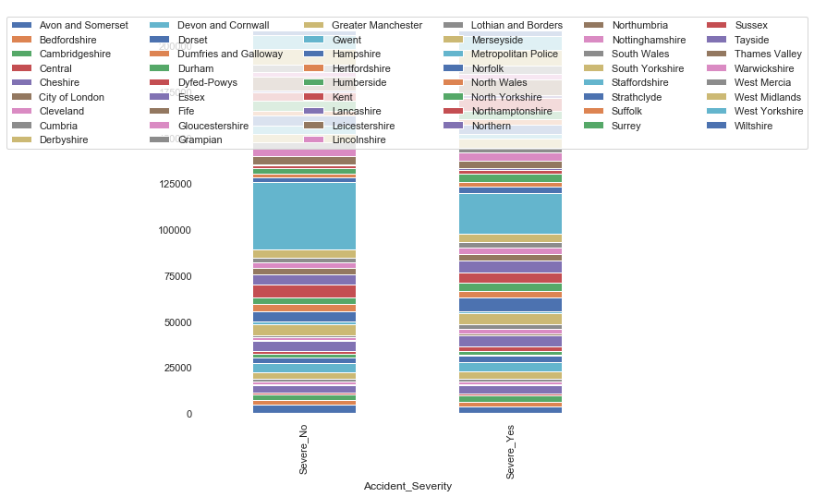 Avon and Somerset Devon and Cornwall Greater Manchester Lothian and Borders Northumbria Sussex
Bedfordshire Dorset Gwent Merseyside Nottinghamshire Tayside
Cambridgeshire Dumfries and Galloway Hampshire Metropolitan Police South Wales Thames Valley
Central Durham Hertfordshire Norfolk South Yorkshire Warwickshire
Cheshire Dyfed-Powys Humberside North Wales Staffordshire West Mercia
City of London Essex Kent North Yorkshire Strathclyde West Midlands
Cleveland Fife Lancashire Northamptonshire Suffolk West Yorkshire
Cumbria Gloucestershire Leicestershire Northern Surrey Wiltshire
Derbyshire Grampian Lincolnshire
125000
100000
75000
50000
25000
0
Severe_No
Severe_Yes
Accident_Severity